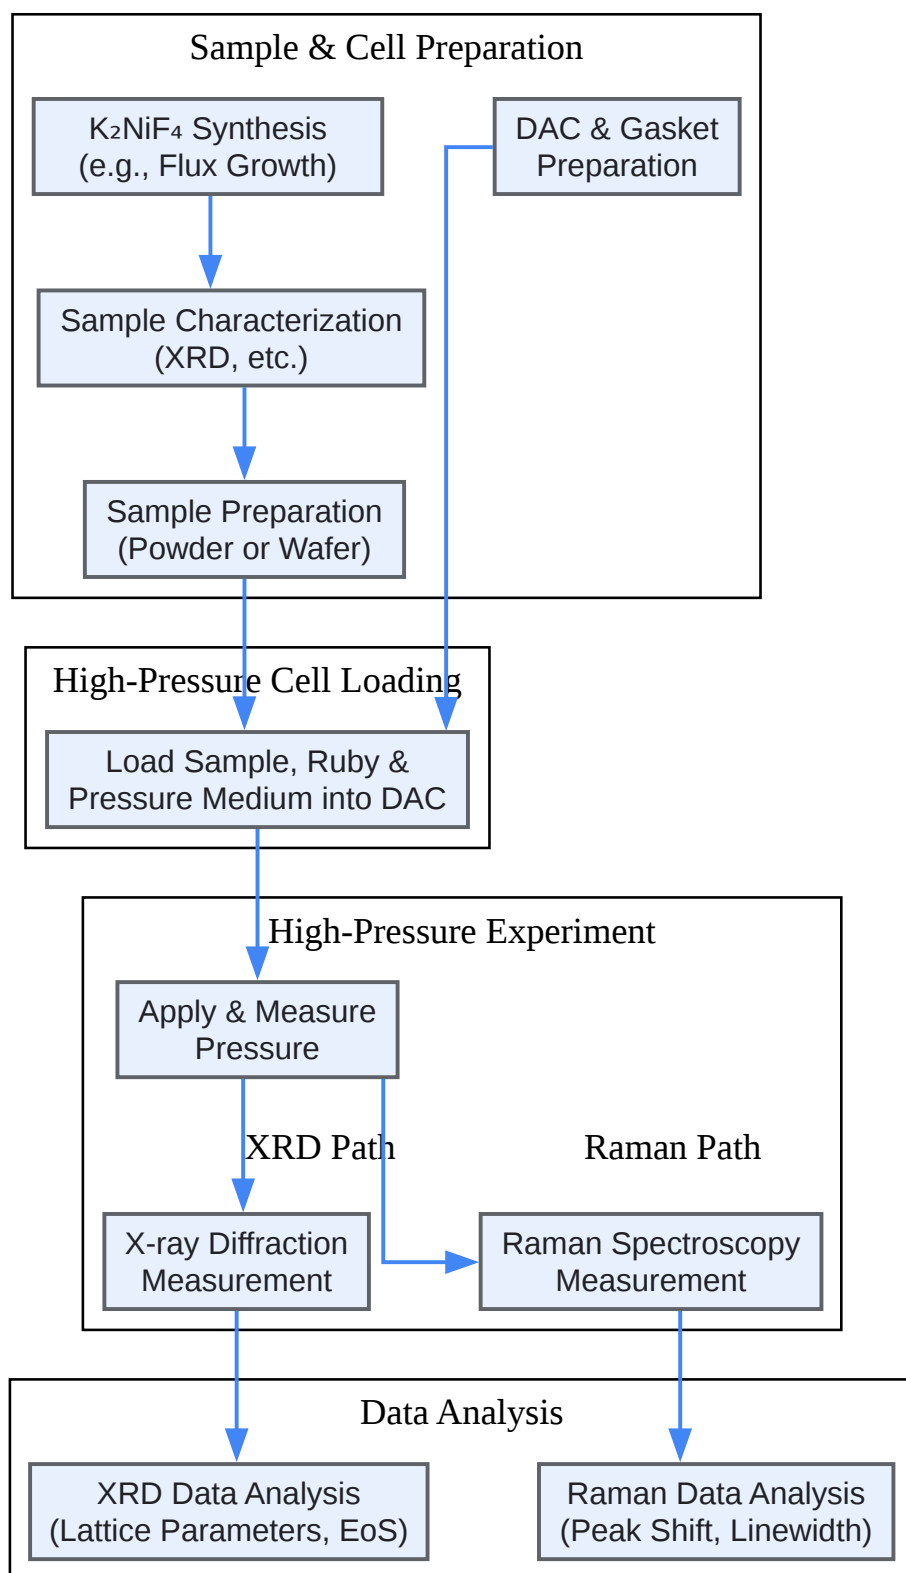 Sample & Cell Preparation
K₂NiF₄ Synthesis
(e.g., Flux Growth)
DAC & Gasket
Preparation
Sample Characterization
(XRD, etc.)
Sample Preparation
(Powder or Wafer)
High-Pressure Cell Loading
Load Sample, Ruby &
Pressure Medium into DAC
High-Pressure Experiment
Apply & Measure
Pressure
XRD Path
Raman Path
X-ray Diffraction
Measurement
Raman Spectroscopy
Measurement
Data Analysis
XRD Data Analysis
(Lattice Parameters, EoS)
Raman Data Analysis
(Peak Shift, Linewidth)